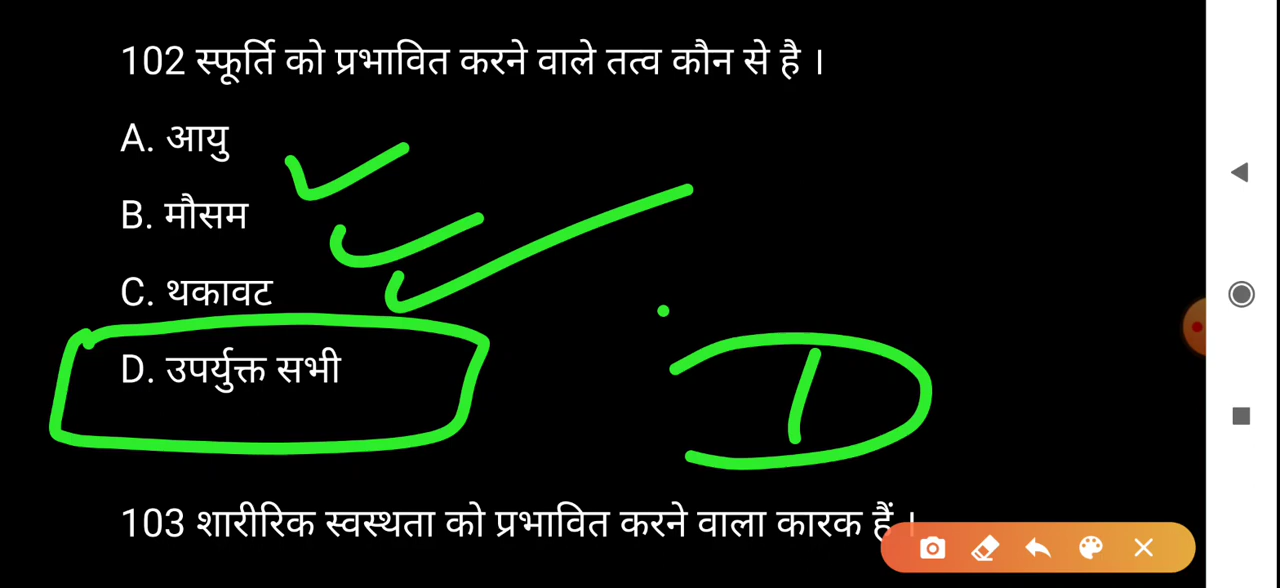 102 स्फूर्ति को प्रभावित करने वाले तत्व कौन से है ।
A. आयु
B. मौसम
C. थकावट
D. उपर्युक्त सभी
D
103 शारीरिक स्वस्थता को प्रभावित करने वाला कारक हैं ।